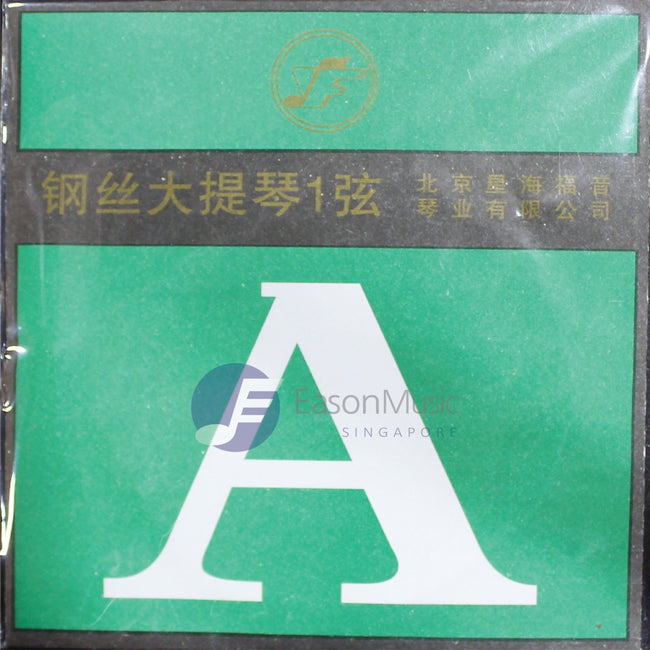 钢丝大提琴1弦
北京星海福音
琴业有限公司
A
EasonMusic
SINGAPORE